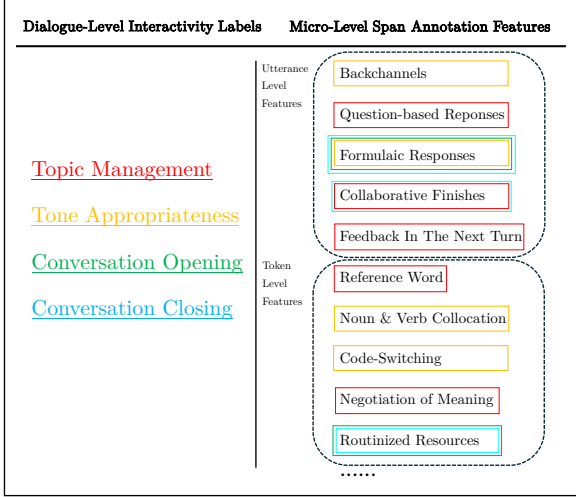 Dialogue-Level Interactivity Labels
Micro-Level Span Annotation Features
Topic Management
Tone Appropriateness
Conversation Opening
Conversation Closing
Utterance
Level
Features
Backchannels
Question-based Reponses
Formulaic Responses
Collaborative Finishes
Feedback In The Next Turn
Token
Level
Features
Reference Word
Noun & Verb Collocation
Code-Switching
Negotiation of Meaning
Routinized Resources
......